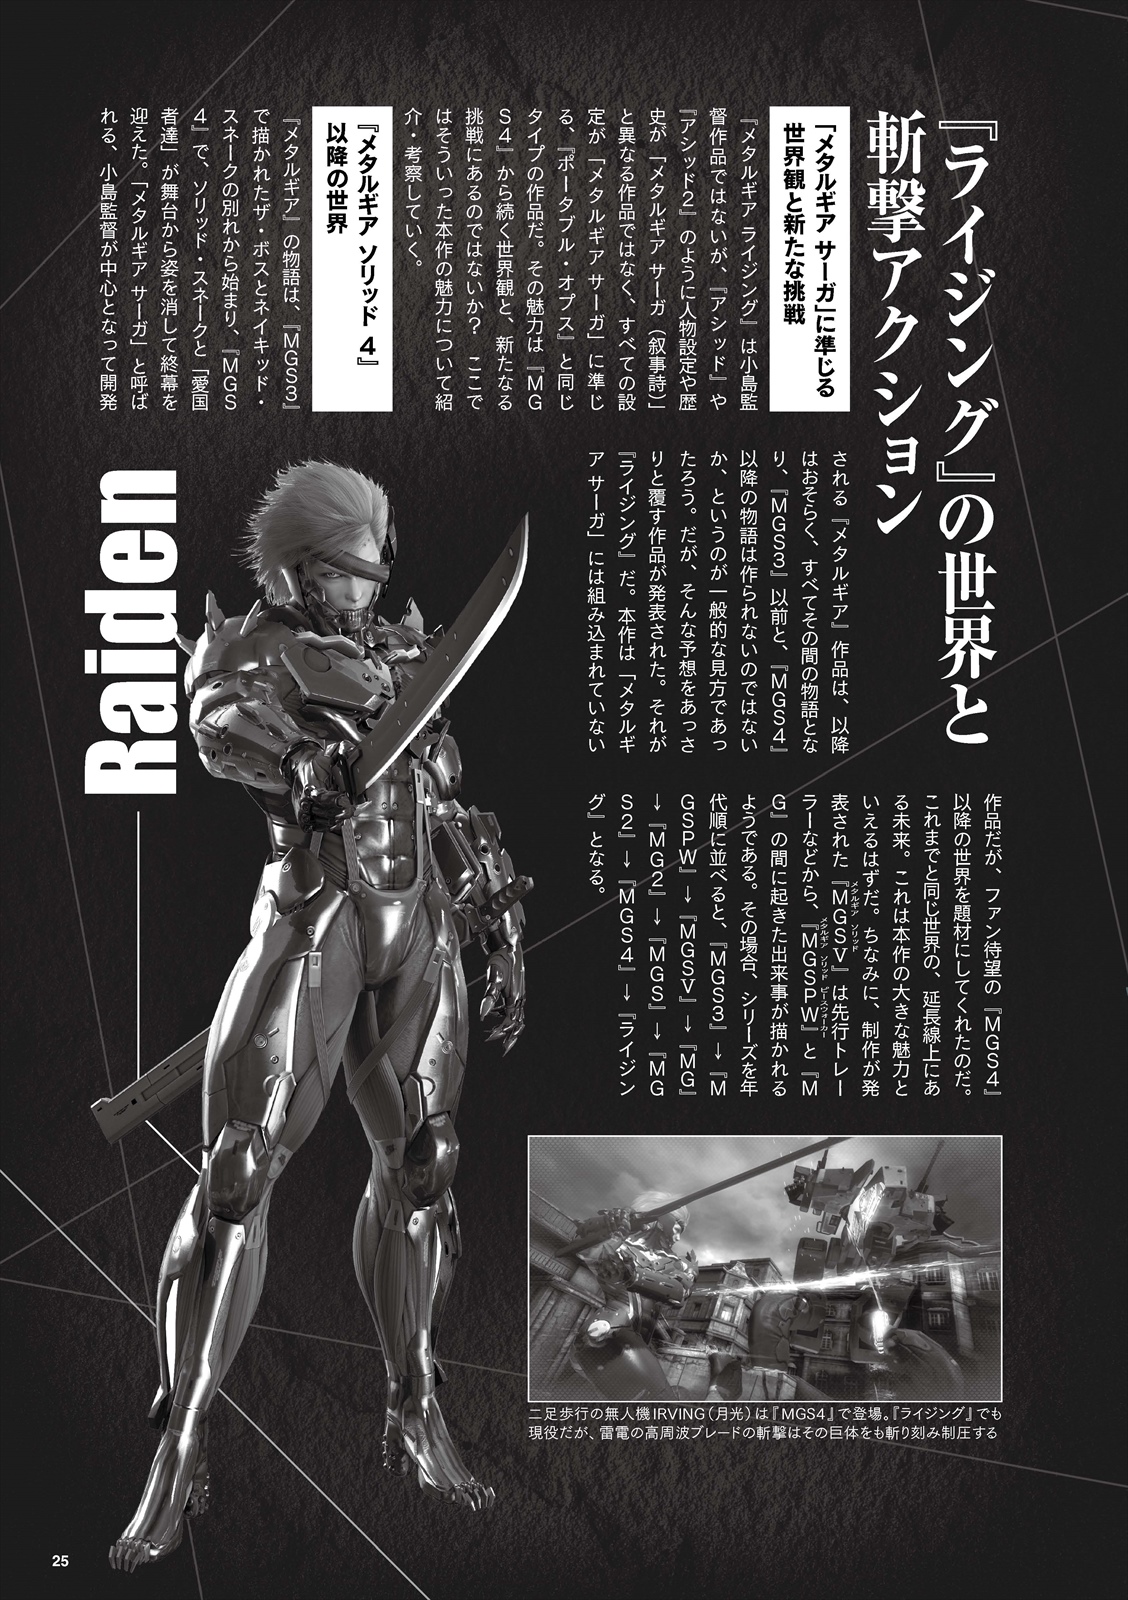 『ライジング』の世界と
斬撃アクション
「メタルギア サーガ」に準じる
世界観と新たな挑戦
『メタルギア ライジング』は小島監
督作品ではないが、『アシッド』や
『アシッド2』のように人物設定や歴
史が「メタルギア サーガ（叙事詩）」
と異なる作品ではなく、すべての設
定が「メタルギア サーガ」に準じ
る、『ポータブル・オプス』と同じ
タイプの作品だ。その魅力は『MG
S4』から続く世界観と、新たなる
挑戦にあるのではないか？ ここで
はそういった本作の魅力について紹
介・考察していく。
『メタルギア ソリッド 4』
以降の世界
『メタルギア』の物語は、『MGS3』
で描かれたザ・ボスとネイキッド・
スネークの別れから始まり、『MGS
4』で、ソリッド・スネークと「愛国
者達」が舞台から姿を消して終幕を
迎えた。「メタルギア サーガ」と呼ば
れる、小島監督が中心となって開発
される『メタルギア』作品は、以降
はおそらく、すべてその間の物語とな
り、『MGS3』以前と、『MGS4』
以降の物語は作られないのではない
か、というのが一般的な見方であっ
たろう。だが、そんな予想をあっさ
りと覆す作品が発表された。それが
『ライジング』だ。本作は「メタルギ
ア サーガ」には組み込まれていない
作品だが、ファン待望の『MGS4』
以降の世界を題材にしてくれたのだ。
これまでと同じ世界の、延長線上にあ
る未来。これは本作の大きな魅力と
いえるはずだ。ちなみに、制作が発
表された『MGSV』は先行トレー
メタルギア ソリッド
ラーなどから、『MGSPW』と『M
メタルギア ソリッド ピースウォーカー
G』の間に起きた出来事が描かれる
ようである。その場合、シリーズを年
代順に並べると、『MGS3』→『M
GSPW』→『MGSV』→『MG』
→『MG2』→『MGS』→『MG
S2』→『MGS4』→『ライジン
グ』となる。
Raiden
二足歩行の無人機IRVING（月光）は『MGS4』で登場。『ライジング』でも
現役だが、雷電の高周波ブレードの斬撃はその巨体をも斬り刻み制圧する
25